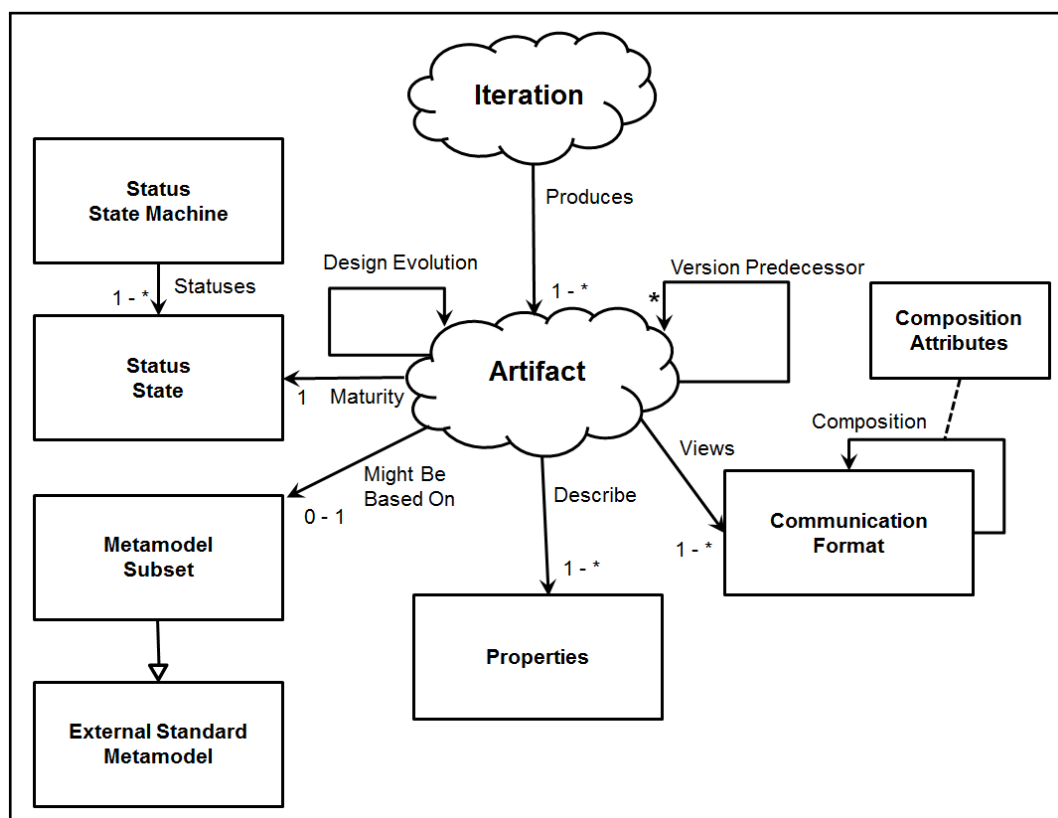 Iteration
Produces
1 - *
Status
State Machine
Statuses
1 - *
Design Evolution
Version Predecessor
*
Composition
Attributes
Status
State
1
Maturity
Artifact
Composition
Views
1 - *
Communication
Format
Might Be
Based On
0 - 1
Describe
1 - *
Metamodel
Subset
Properties
External Standard
Metamodel